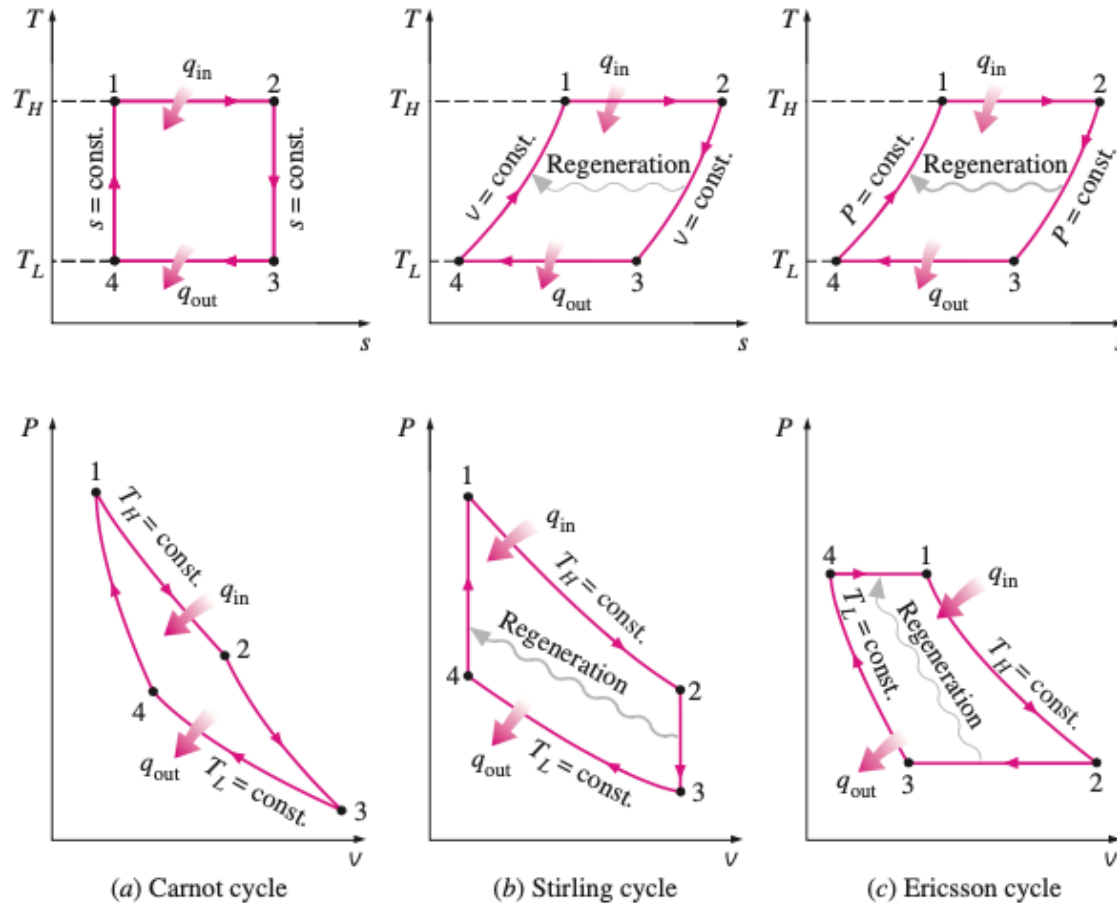 T
T
T
1
q_in
2
1
q_in
2
1
q_in
2
T_H
T_H
T_H
s = const.
s = const.
v = const.
Regeneration
v = const.
P = const.
Regeneration
P = const.
T_L
T_L
T_L
4
q_out
3
4
q_out
3
4
q_out
3
s
s
P
P
P
1
T_H = const.
q_in
2
4
q_out
T_L = const.
3
v
1
q_in
T_H = const.
Regeneration
4
2
q_out
T_L = const.
3
v
4
1
q_in
T_L = const.
Regeneration
T_H = const.
q_out
3
2
v
(a) Carnot cycle
(b) Stirling cycle
(c) Ericsson cycle